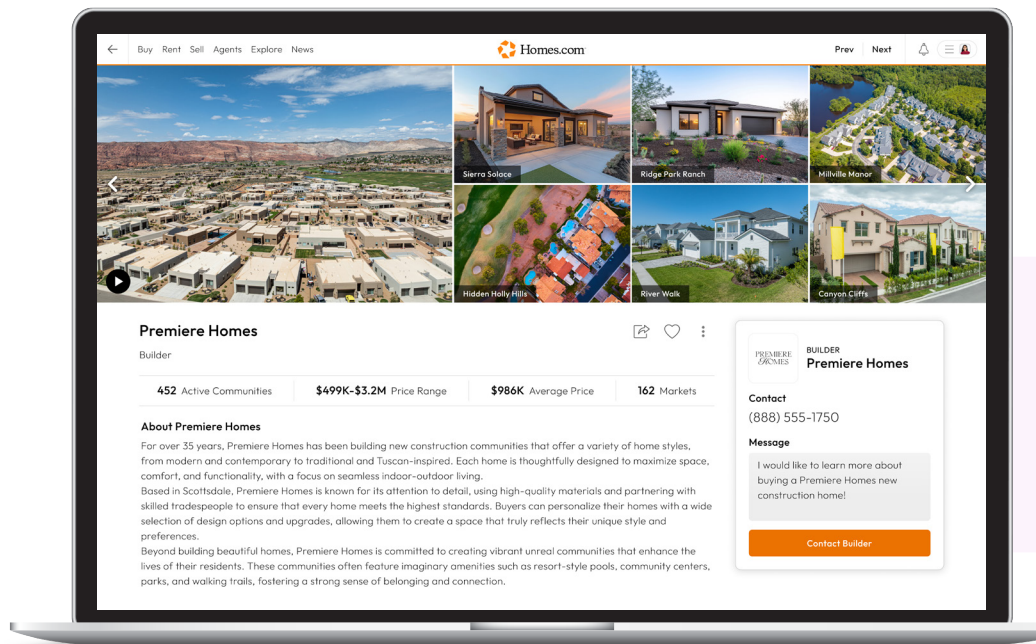 Buy Rent Sell Agents Explore News
Homes.com
Prev Next
Sierra Solace
Ridge Park Ranch
Millville Manor
Hidden Holly Hills
River Walk
Canyon Cliffs
Premiere Homes
Builder
452 Active Communities
$499K-$3.2M Price Range
$986K Average Price
162 Markets
About Premiere Homes
For over 35 years, Premiere Homes has been building new construction communities that offer a variety of home styles,
from modern and contemporary to traditional and Tuscan-inspired. Each home is thoughtfully designed to maximize space,
comfort, and functionality, with a focus on seamless indoor-outdoor living.
Based in Scottsdale, Premiere Homes is known for its attention to detail, using high-quality materials and partnering with
skilled tradespeople to ensure that every home meets the highest standards. Buyers can personalize their homes with a wide
selection of design options and upgrades, allowing them to create a space that truly reflects their unique style and
preferences.
Beyond building beautiful homes, Premiere Homes is committed to creating vibrant unreal communities that enhance the
lives of their residents. These communities often feature imaginary amenities such as resort-style pools, community centers,
parks, and walking trails, fostering a strong sense of belonging and connection.
PREMIERE
HOMES
BUILDER
Premiere Homes
Contact
(888) 555-1750
Message
I would like to learn more about
buying a Premiere Homes new
construction home!
Contact Builder